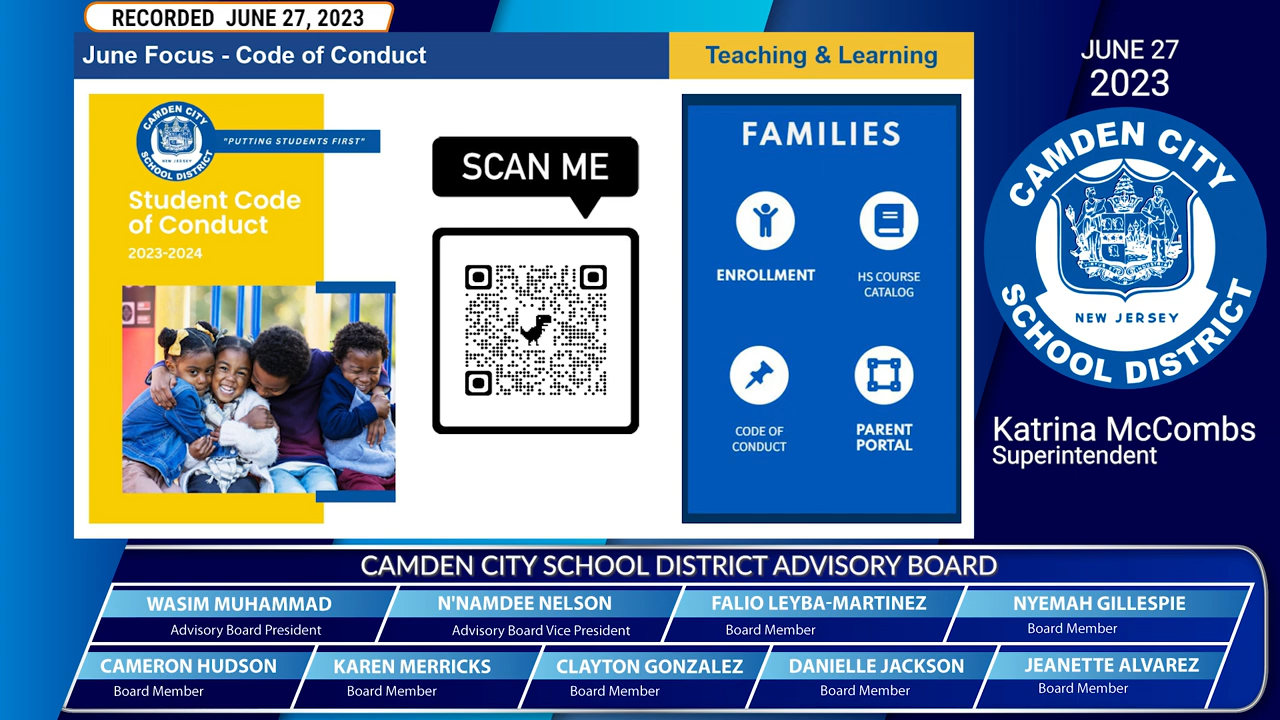 RECORDED JUNE 27, 2023
June Focus - Code of Conduct
Teaching & Learning
CAMDEN CITY
SCHOOL DISTRICT
NEW JERSEY
"PUTTING STUDENTS FIRST"
Student Code
of Conduct
2023-2024
SCAN ME
FAMILIES
ENROLLMENT
HS COURSE
CATALOG
CODE OF
CONDUCT
PARENT
PORTAL
JUNE 27
2023
CAMDEN CITY
NEW JERSEY
SCHOOL DISTRICT
Katrina McCombs
Superintendent
CAMDEN CITY SCHOOL DISTRICT ADVISORY BOARD
WASIM MUHAMMAD
Advisory Board President
N'NAMDEE NELSON
Advisory Board Vice President
FALIO LEYBA-MARTINEZ
Board Member
NYEMAH GILLESPIE
Board Member
CAMERON HUDSON
Board Member
KAREN MERRICKS
Board Member
CLAYTON GONZALEZ
Board Member
DANIELLE JACKSON
Board Member
JEANETTE ALVAREZ
Board Member